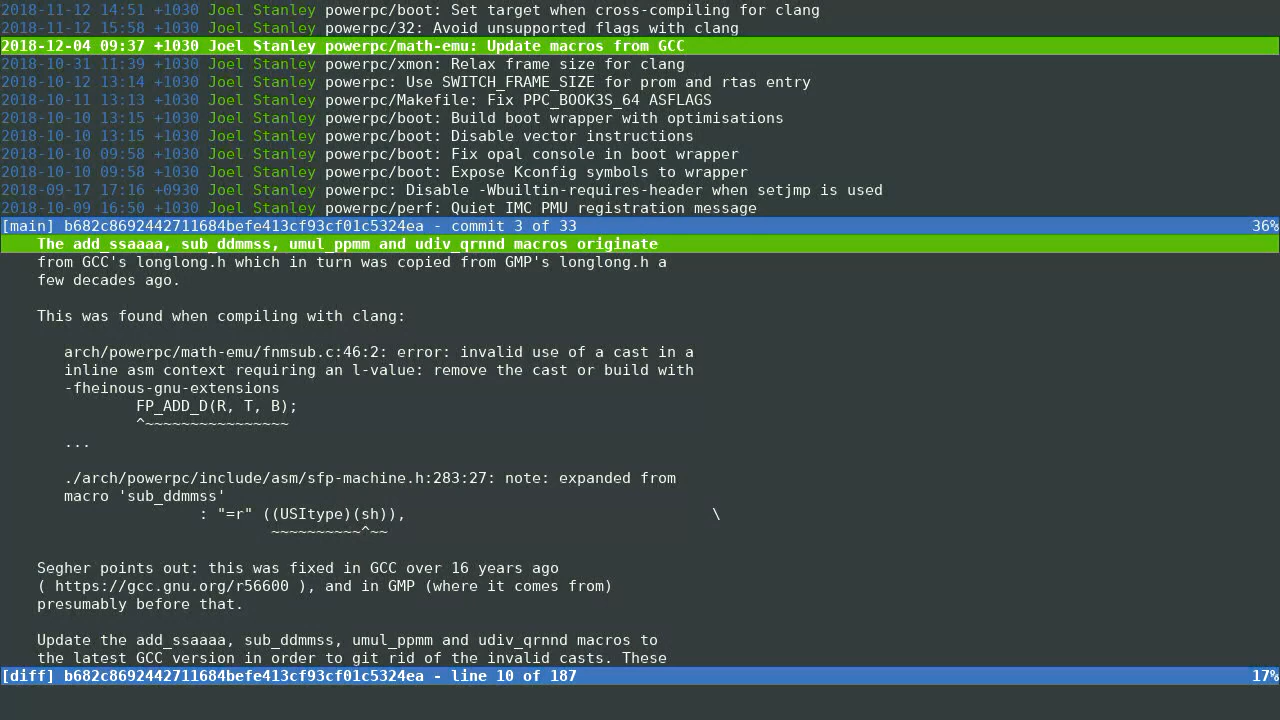 2018-11-12 14:51 +1030 Joel Stanley powerpc/boot: Set target when cross-compiling for clang
2018-11-12 15:58 +1030 Joel Stanley powerpc/32: Avoid unsupported flags with clang
2018-12-04 09:37 +1030 Joel Stanley powerpc/math-emu: Update macros from GCC
2018-10-31 11:39 +1030 Joel Stanley powerpc/xmon: Relax frame size for clang
2018-10-12 13:14 +1030 Joel Stanley powerpc: Use SWITCH_FRAME_SIZE for prom and rtas entry
2018-10-11 13:13 +1030 Joel Stanley powerpc/Makefile: Fix PPC_BOOK3S_64 ASFLAGS
2018-10-10 13:15 +1030 Joel Stanley powerpc/boot: Build boot wrapper with optimisations
2018-10-10 13:15 +1030 Joel Stanley powerpc/boot: Disable vector instructions
2018-10-10 09:58 +1030 Joel Stanley powerpc/boot: Fix opal console in boot wrapper
2018-10-10 09:58 +1030 Joel Stanley powerpc/boot: Expose Kconfig symbols to wrapper
2018-09-17 17:16 +0930 Joel Stanley powerpc: Disable -Wbuiltin-requires-header when setjmp is used
2018-10-09 16:50 +1030 Joel Stanley powerpc/perf: Quiet IMC PMU registration message
[main] b682c8692442711684befe413cf93cf01c5324ea - commit 3 of 33 36%
The add_ssaaaa, sub_ddmmss, umul_ppmm and udiv_qrnnd macros originate
from GCC's longlong.h which in turn was copied from GMP's longlong.h a
few decades ago.
This was found when compiling with clang:
arch/powerpc/math-emu/fnmsub.c:46:2: error: invalid use of a cast in a
inline asm context requiring an l-value: remove the cast or build with
-fheinous-gnu-extensions
FP_ADD_D(R, T, B);
^~~~~~~~~~~~~~~~~
...
./arch/powerpc/include/asm/sfp-machine.h:283:27: note: expanded from
macro 'sub_ddmmss'
: "=r" ((USItype)(sh)), \
~~~~~~~~~~^~~
Segher points out: this was fixed in GCC over 16 years ago
( https://gcc.gnu.org/r56600 ), and in GMP (where it comes from)
presumably before that.
Update the add_ssaaaa, sub_ddmmss, umul_ppmm and udiv_qrnnd macros to
the latest GCC version in order to git rid of the invalid casts. These
[diff] b682c8692442711684befe413cf93cf01c5324ea - line 10 of 187 17%